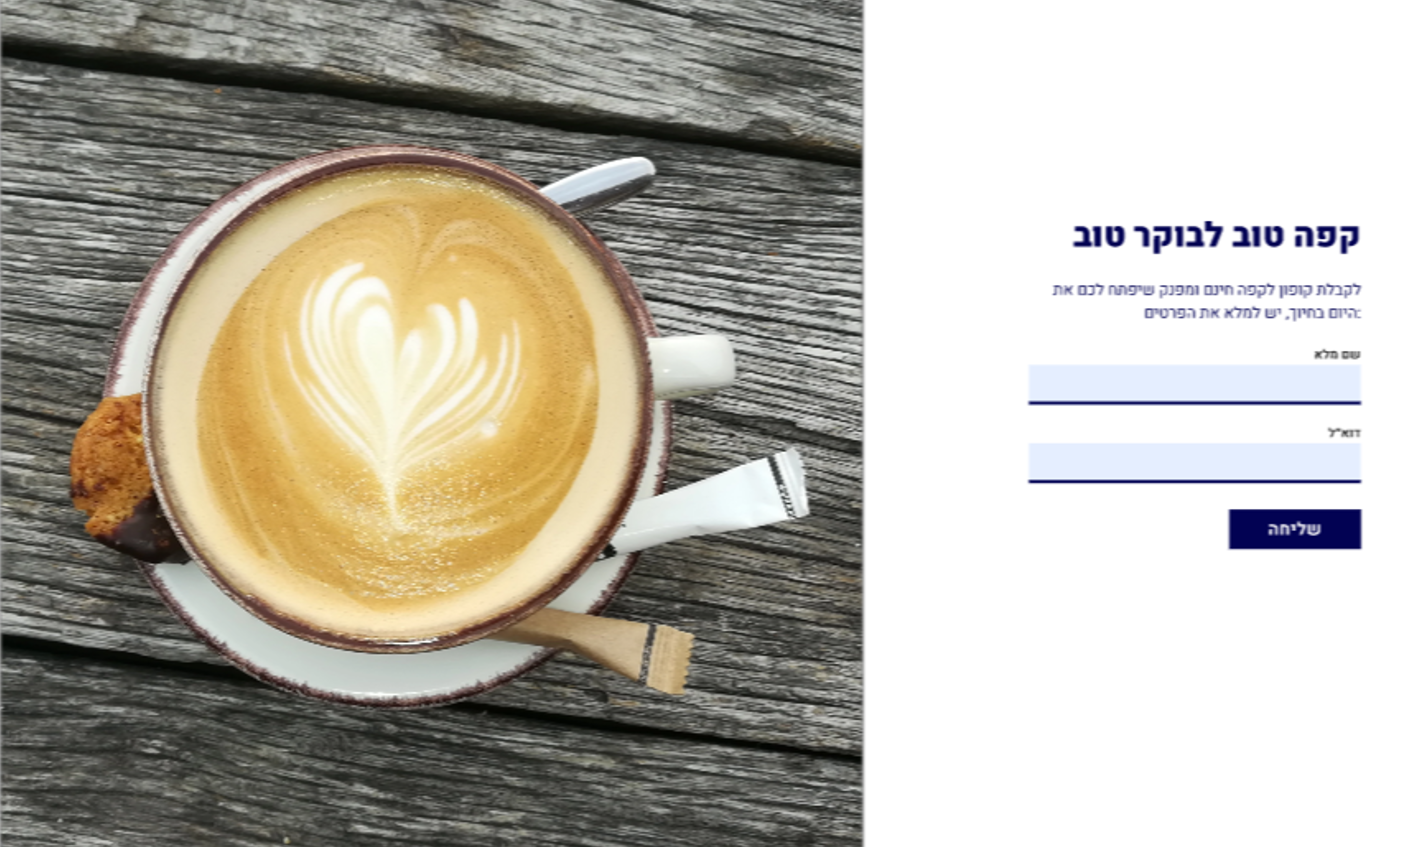 קפה טוב לבוקר טוב
לקבלת קופון לקפה חינם ומפנק שיפתח לכם את
היום בחיוך, יש למלא את הפרטים:
שם מלא
דוא"ל
שליחה